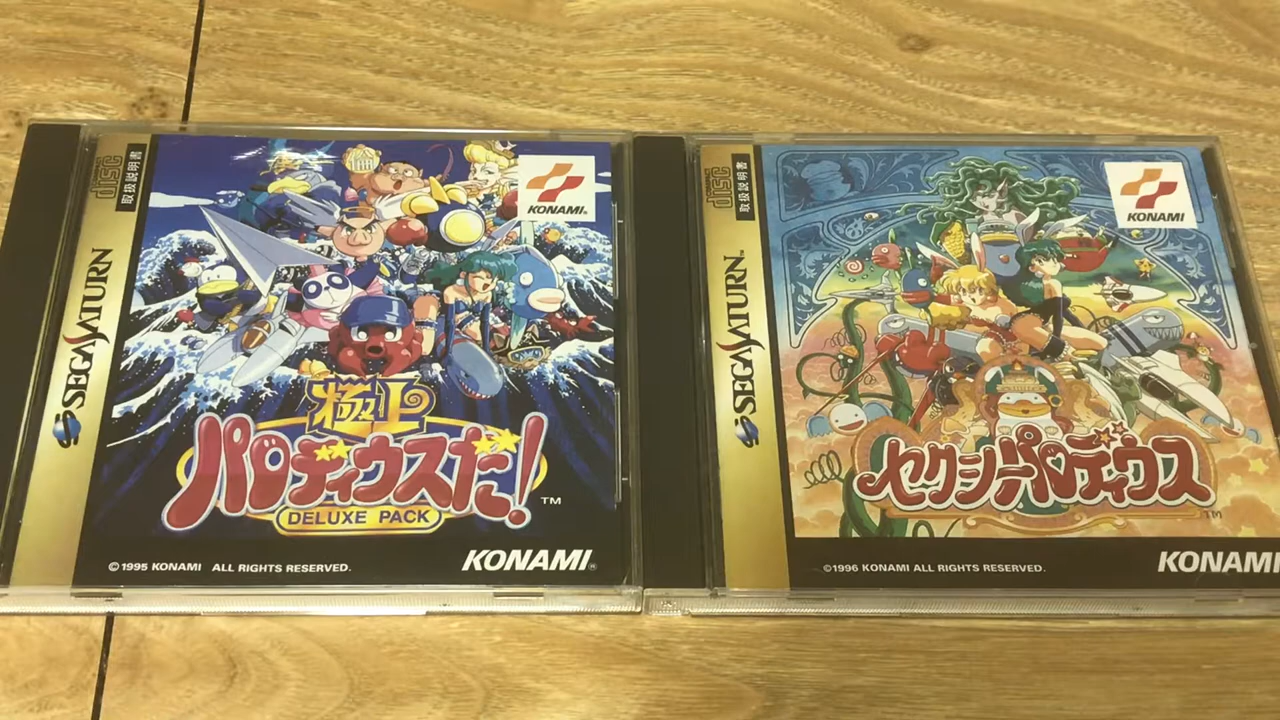 disc
取扱説明書
SEGA SATURN
KONAMI®
極上
パロディウスだ!
TM
DELUXE PACK
©1995 KONAMI ALL RIGHTS RESERVED.
KONAMI®
disc
取扱説明書
SEGA SATURN™
KONAMI
セクシーパロディウス
TM
©1996 KONAMI ALL RIGHTS RESERVED.
KONAMI